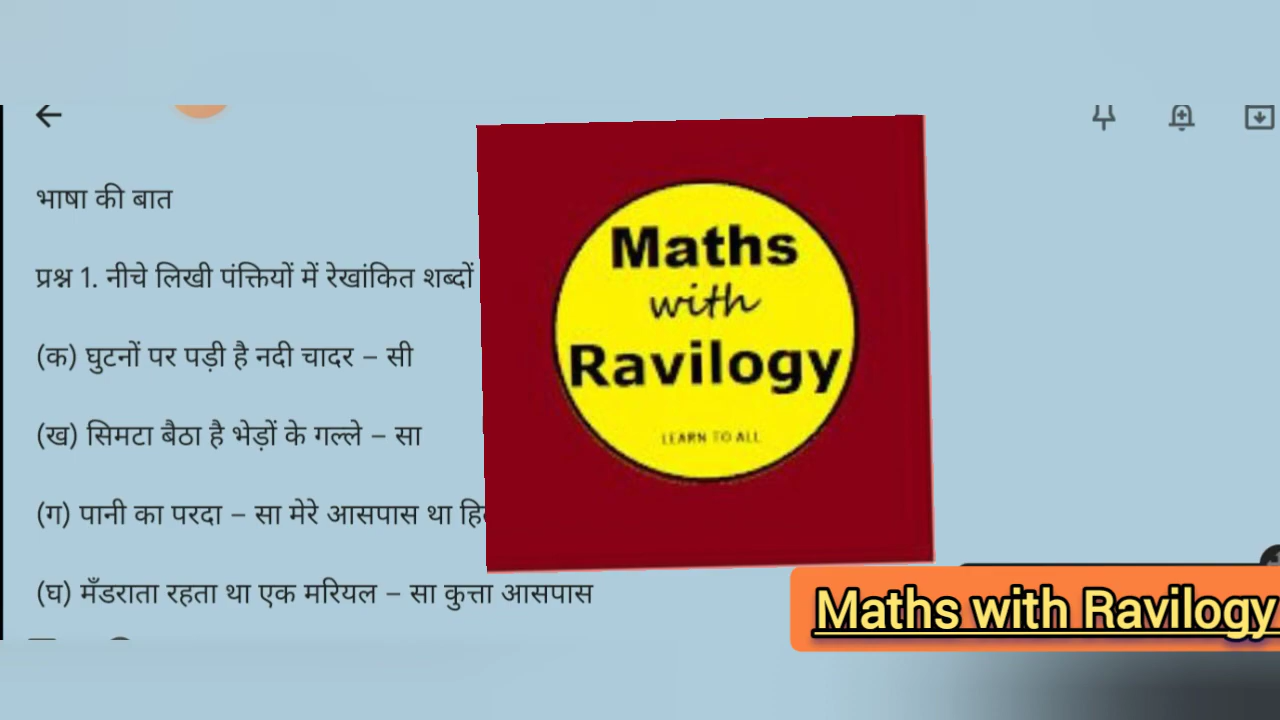 भाषा की बात
प्रश्न 1. नीचे लिखी पंक्तियों में रेखांकित शब्दों
(क) घुटनों पर पड़ी है नदी चादर – सी
(ख) सिमटा बैठा है भेड़ों के गल्ले – सा
(ग) पानी का परदा – सा मेरे आसपास था
(घ) मँडराता रहता था एक मरियल – सा कुत्ता आसपास
Maths
with
Ravilogy
LEARN TO ALL
Maths with Ravilogy